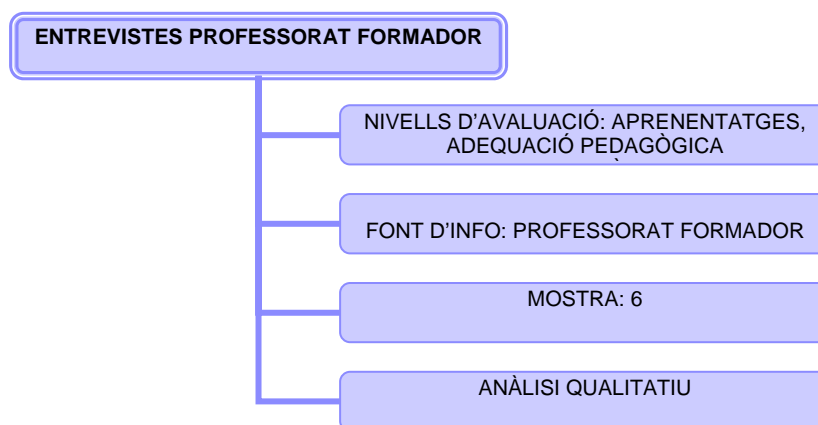 ENTREVISTES PROFESSORAT FORMADOR
NIVELLS D'AVALUACIÓ: APRENENTATGES,
ADEQUACIÓ PEDAGÒGICA
FONT D'INFO: PROFESSORAT FORMADOR
MOSTRA: 6
ANÀLISI QUALITATIU